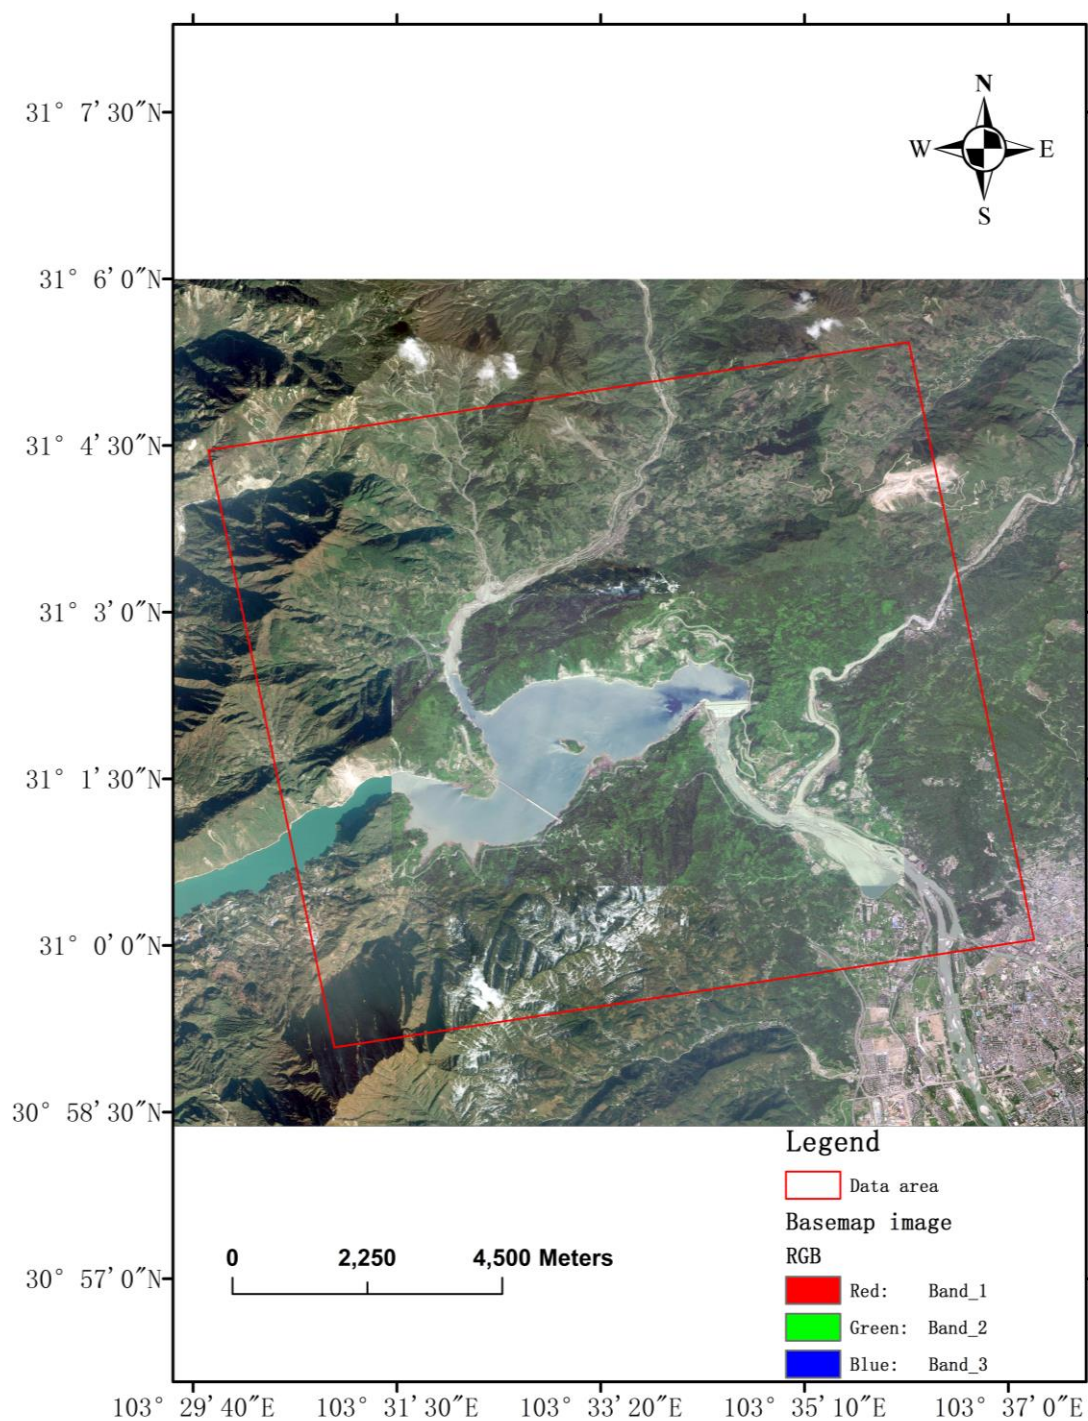 N
W E
S
31° 7'30"N
31° 6'0"N
31° 4'30"N
31° 3'0"N
31° 1'30"N
31° 0'0"N
30° 58'30"N
30° 57'0"N
Legend
Data area
Basemap image
RGB
Red: Band_1
Green: Band_2
Blue: Band_3
0 2,250 4,500 Meters
103° 29'40"E 103° 31'30"E 103° 33'20"E 103° 35'10"E 103° 37'0"E